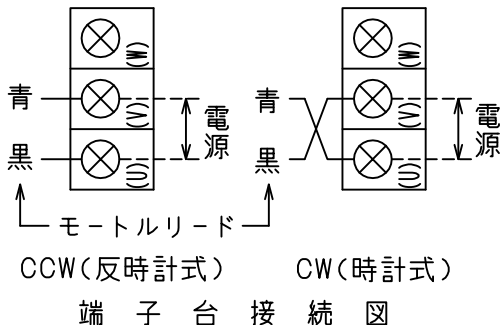 (W)
(W)
青
(V)
電源
青
(V)
電源
黒
(U)
黒
(U)
モートルリード
CCW(反時計式)
CW(時計式)
端子台接続図